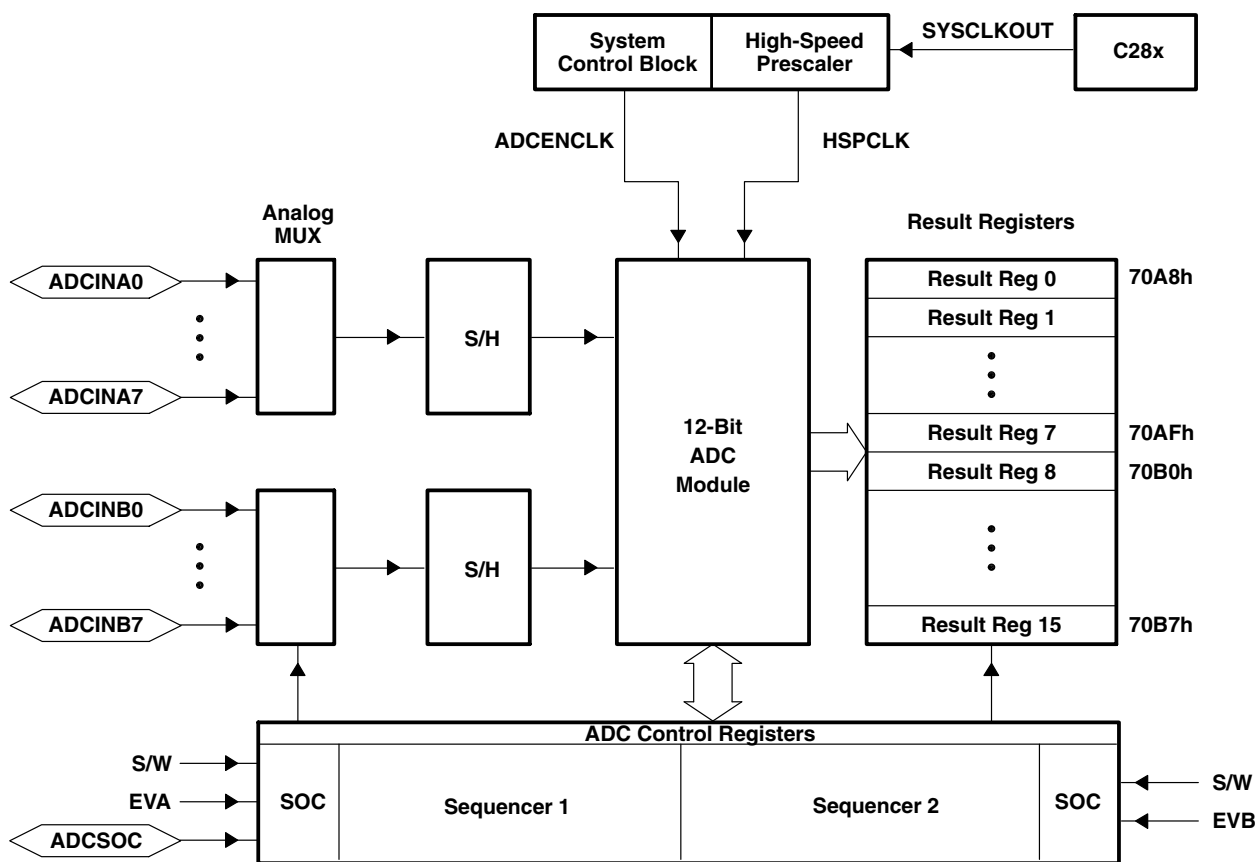 System
Control Block
High-Speed
Prescaler
SYSCLKOUT
C28x
ADCENCLK
HSPCLK
Analog
MUX
Result Registers
ADCINA0
ADCINA7
S/H
12-Bit
ADC
Module
Result Reg 0
70A8h
Result Reg 1
Result Reg 7
70AFh
Result Reg 8
70B0h
ADCINB0
ADCINB7
S/H
Result Reg 15
70B7h
ADC Control Registers
S/W
EVA
ADCSOC
SOC
Sequencer 1
Sequencer 2
SOC
S/W
EVB